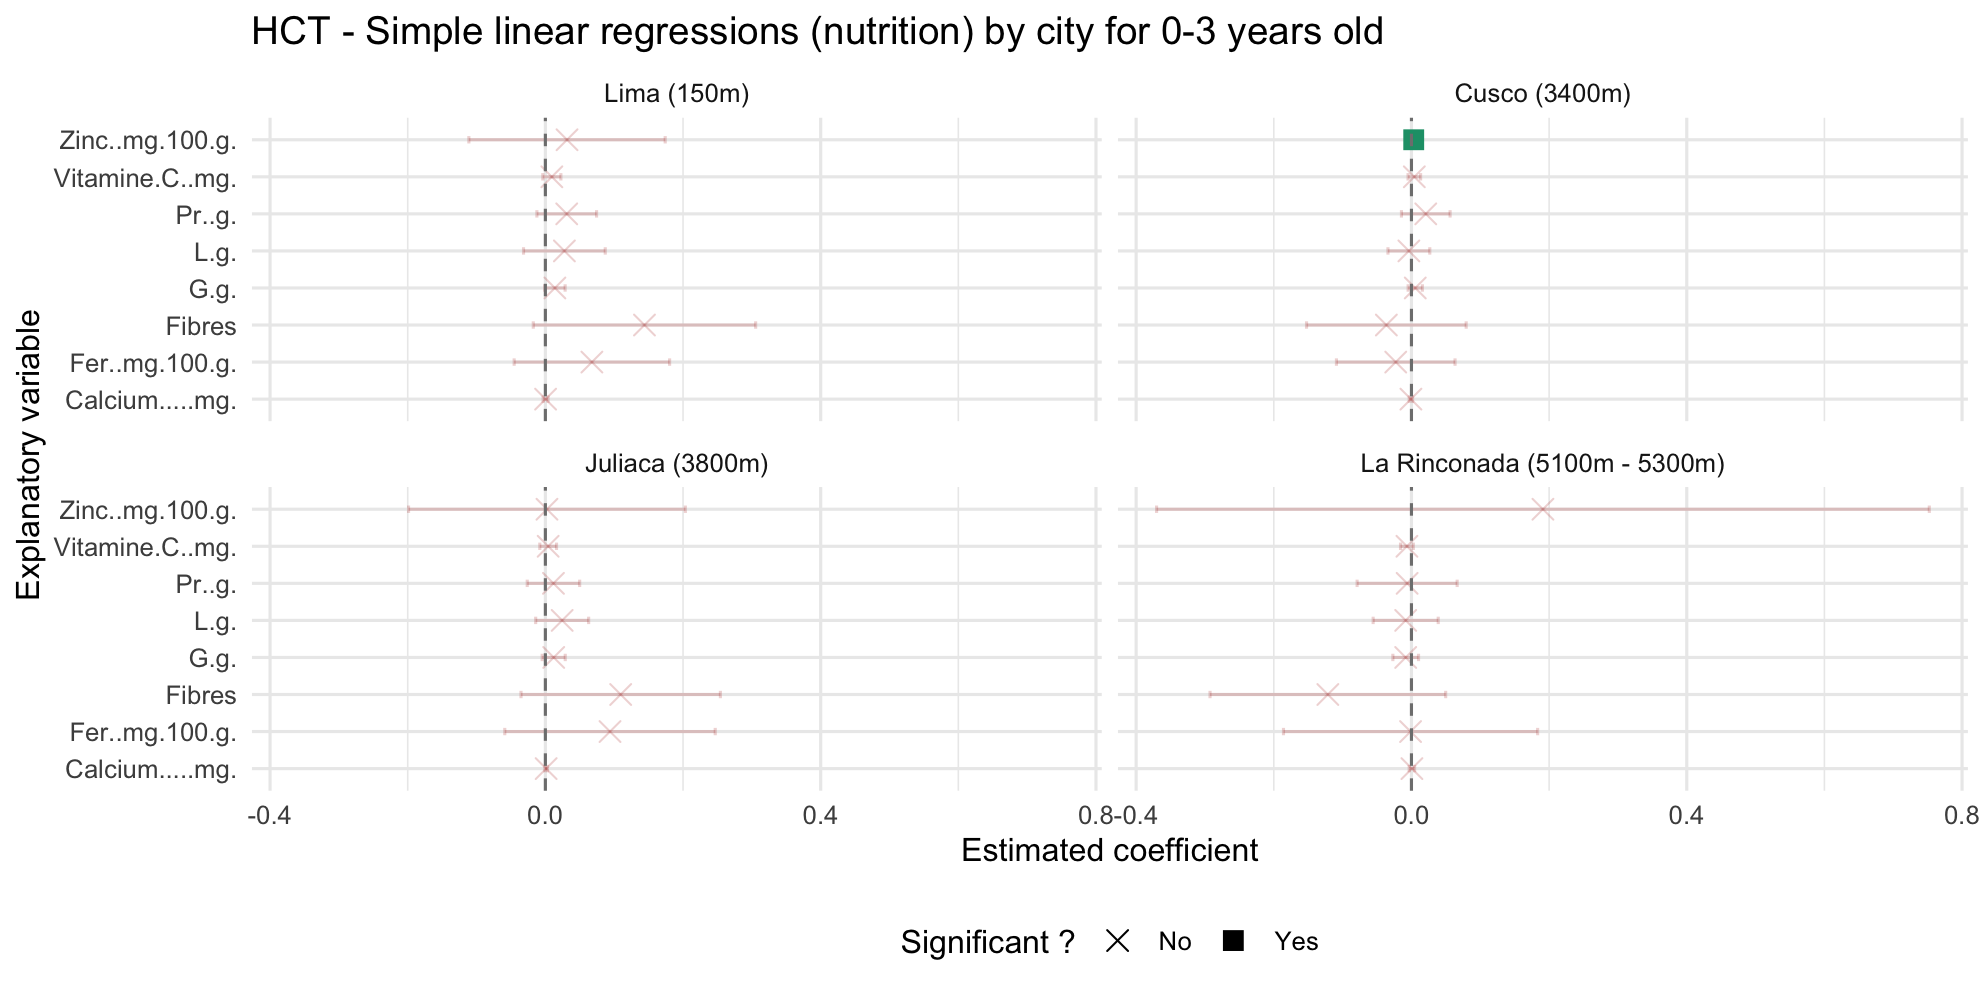 HCT - Simple linear regressions (nutrition) by city for 0-3 years old
Lima (150m)
Cusco (3400m)
Zinc..mg.100.g.
Vitamine.C..mg.
Pr..g.
L.g.
G.g.
Fibres
Fer..mg.100.g.
Calcium.....mg.
Juliaca (3800m)
La Rinconada (5100m - 5300m)
Zinc..mg.100.g.
Vitamine.C..mg.
Pr..g.
L.g.
G.g.
Fibres
Fer..mg.100.g.
Calcium.....mg.
Explanatory variable
-0.4 0.0 0.4 0.8 -0.4 0.0 0.4 0.8
Estimated coefficient
Significant ? No Yes